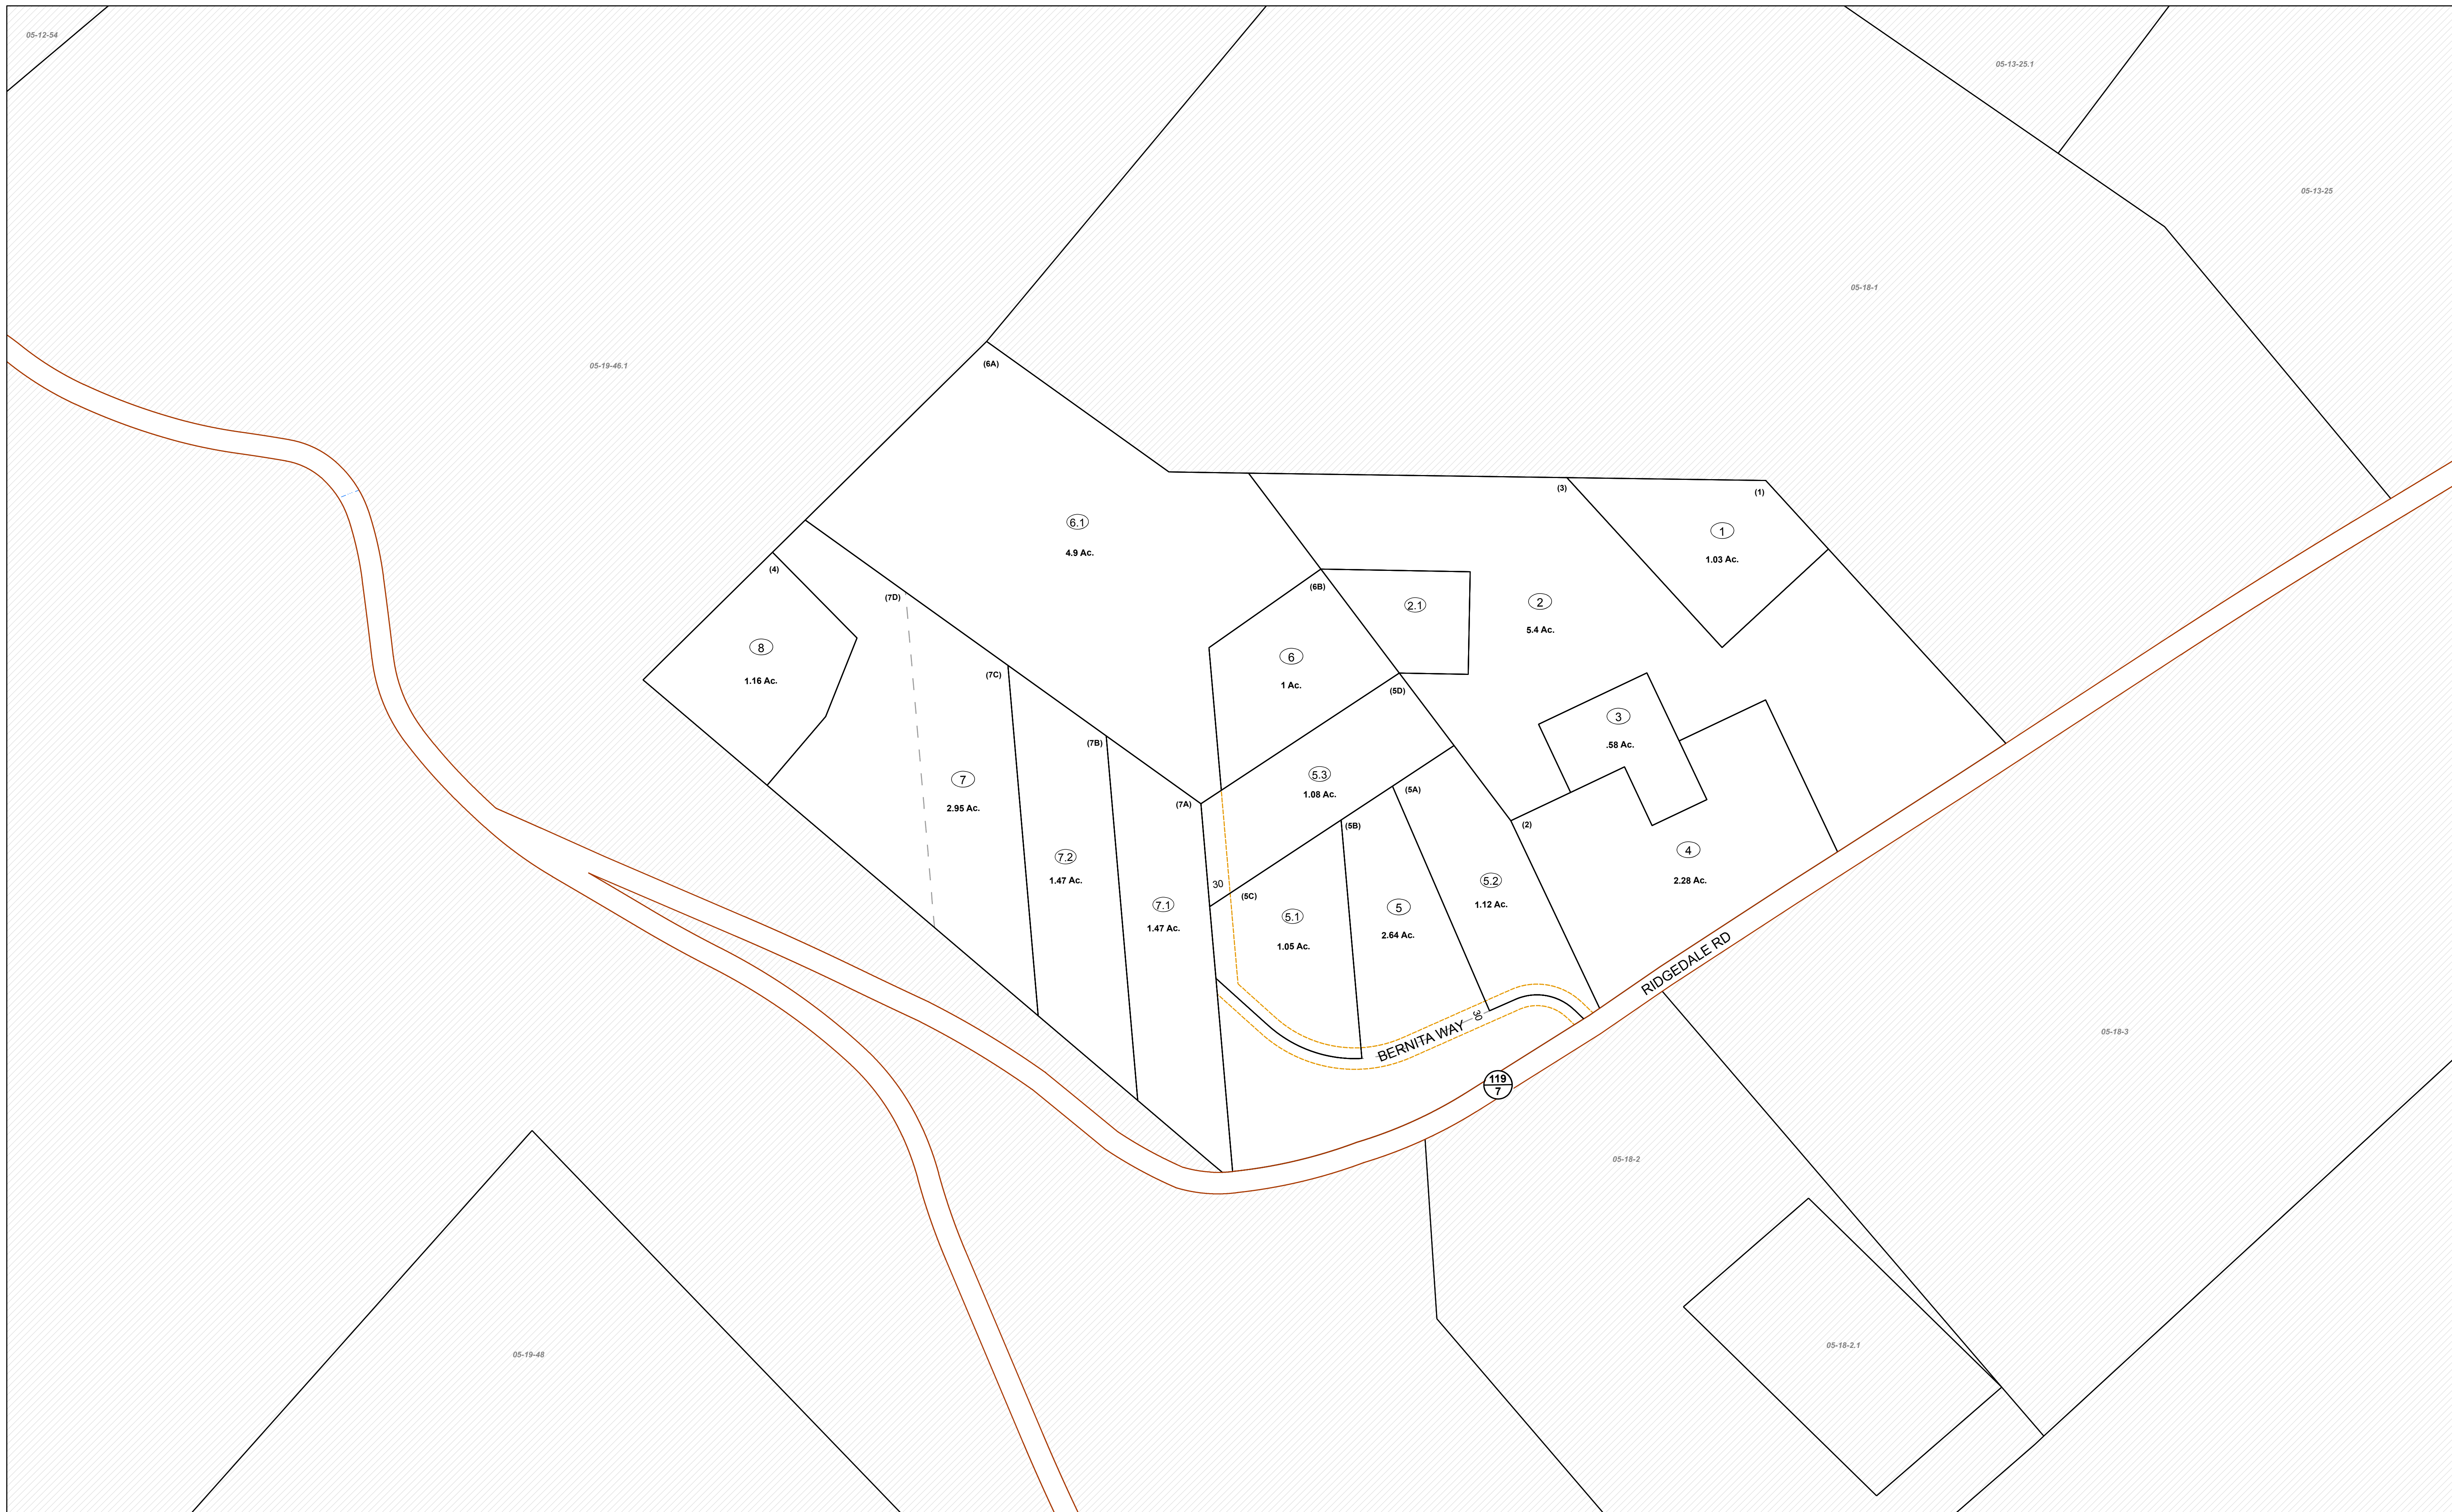 05-12-54
05-13-25.1
05-13-25
05-18-1
05-19-46.1
(6A)
(3)
(1)
6.1
4.9 Ac.
1
1.03 Ac.
(4)
(7D)
(6B)
2.1
2
5.4 Ac.
8
1.16 Ac.
6
1 Ac.
(7C)
(5D)
3
.58 Ac.
(7B)
7
2.95 Ac.
5.3
1.08 Ac.
(7A)
(5A)
(5B)
(2)
4
2.28 Ac.
7.2
1.47 Ac.
30
(5C)
5.2
1.12 Ac.
7.1
1.47 Ac.
5.1
1.05 Ac.
5
2.64 Ac.
RIDGEDALE RD
30
BERNITA WAY
05-18-3
119
7
05-18-2
05-18-2.1
05-19-48